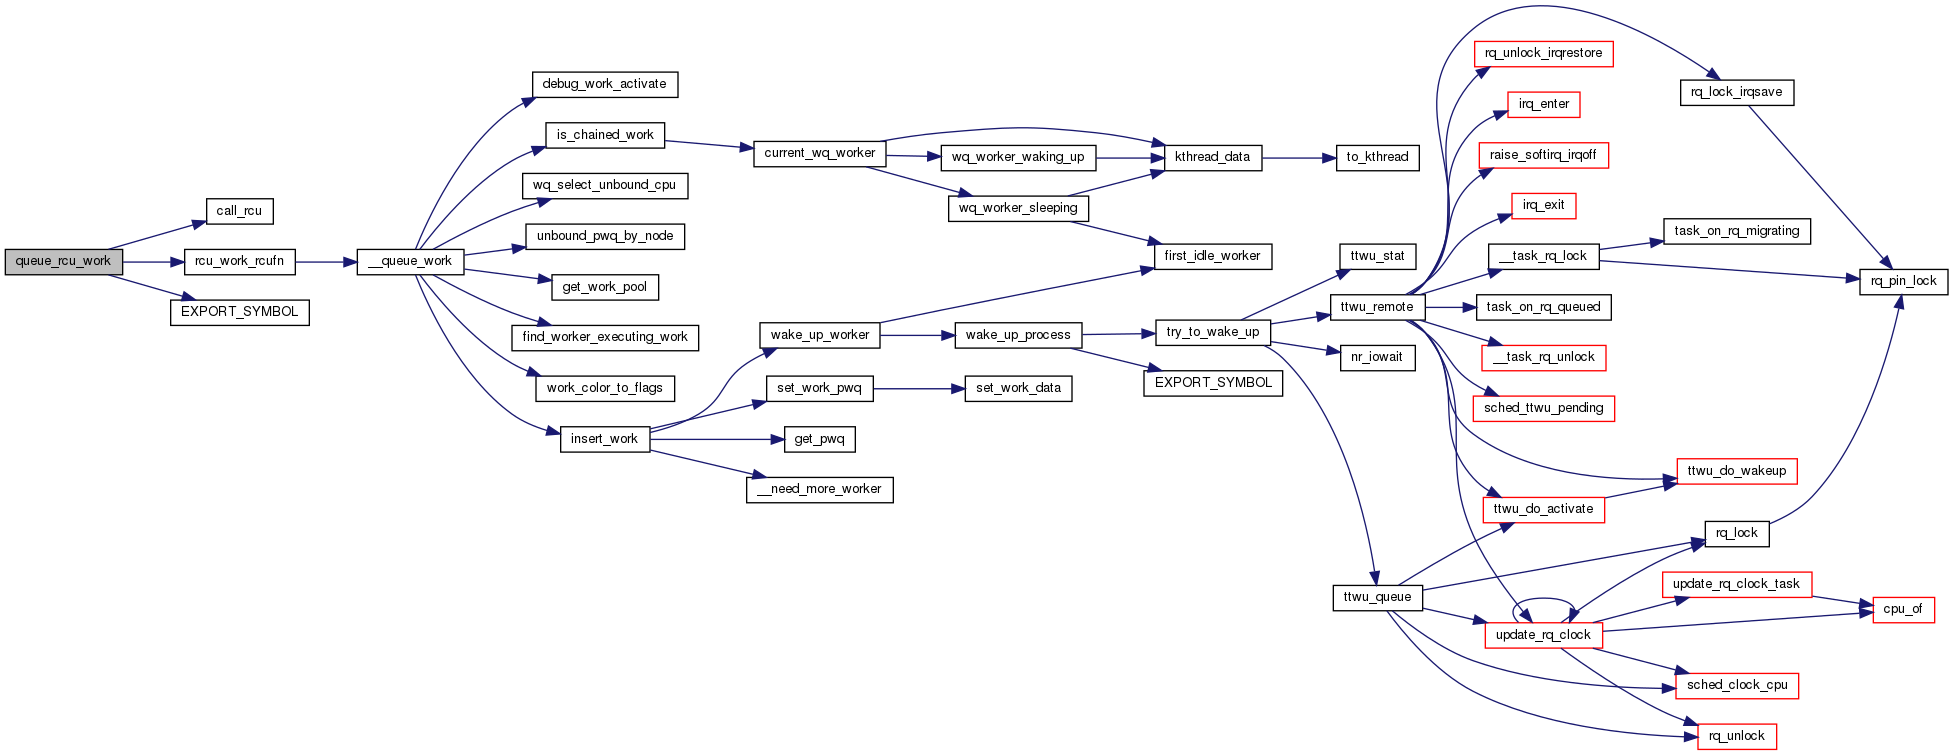 queue_rcu_work
call_rcu
rcu_work_rcufn
EXPORT_SYMBOL
__queue_work
debug_work_activate
is_chained_work
wq_select_unbound_cpu
unbound_pwq_by_node
get_work_pool
find_worker_executing_work
work_color_to_flags
insert_work
current_wq_worker
wake_up_worker
set_work_pwq
get_pwq
__need_more_worker
wq_worker_waking_up
wq_worker_sleeping
wake_up_process
set_work_data
kthread_data
first_idle_worker
try_to_wake_up
EXPORT_SYMBOL
to_kthread
ttwu_stat
ttwu_remote
nr_iowait
ttwu_queue
rq_unlock_irqrestore
irq_enter
raise_softirq_irqoff
irq_exit
__task_rq_lock
task_on_rq_queued
__task_rq_unlock
sched_ttwu_pending
ttwu_do_activate
update_rq_clock
rq_lock_irqsave
task_on_rq_migrating
ttwu_do_wakeup
rq_lock
update_rq_clock_task
sched_clock_cpu
rq_unlock
rq_pin_lock
cpu_of